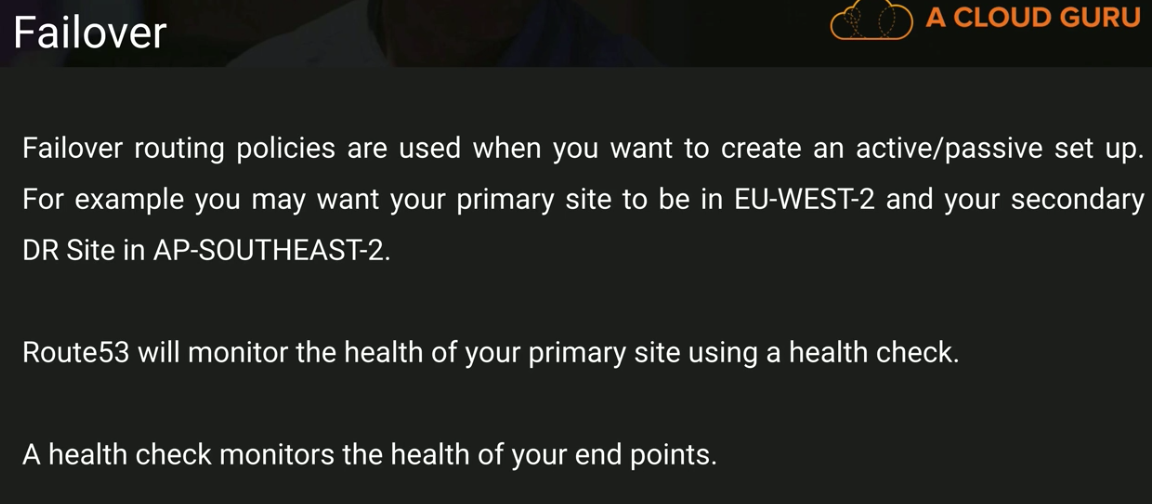 Failover
A CLOUD GURU
Failover routing policies are used when you want to create an active/passive set up.
For example you may want your primary site to be in EU-WEST-2 and your secondary
DR Site in AP-SOUTHEAST-2.
Route53 will monitor the health of your primary site using a health check.
A health check monitors the health of your end points.